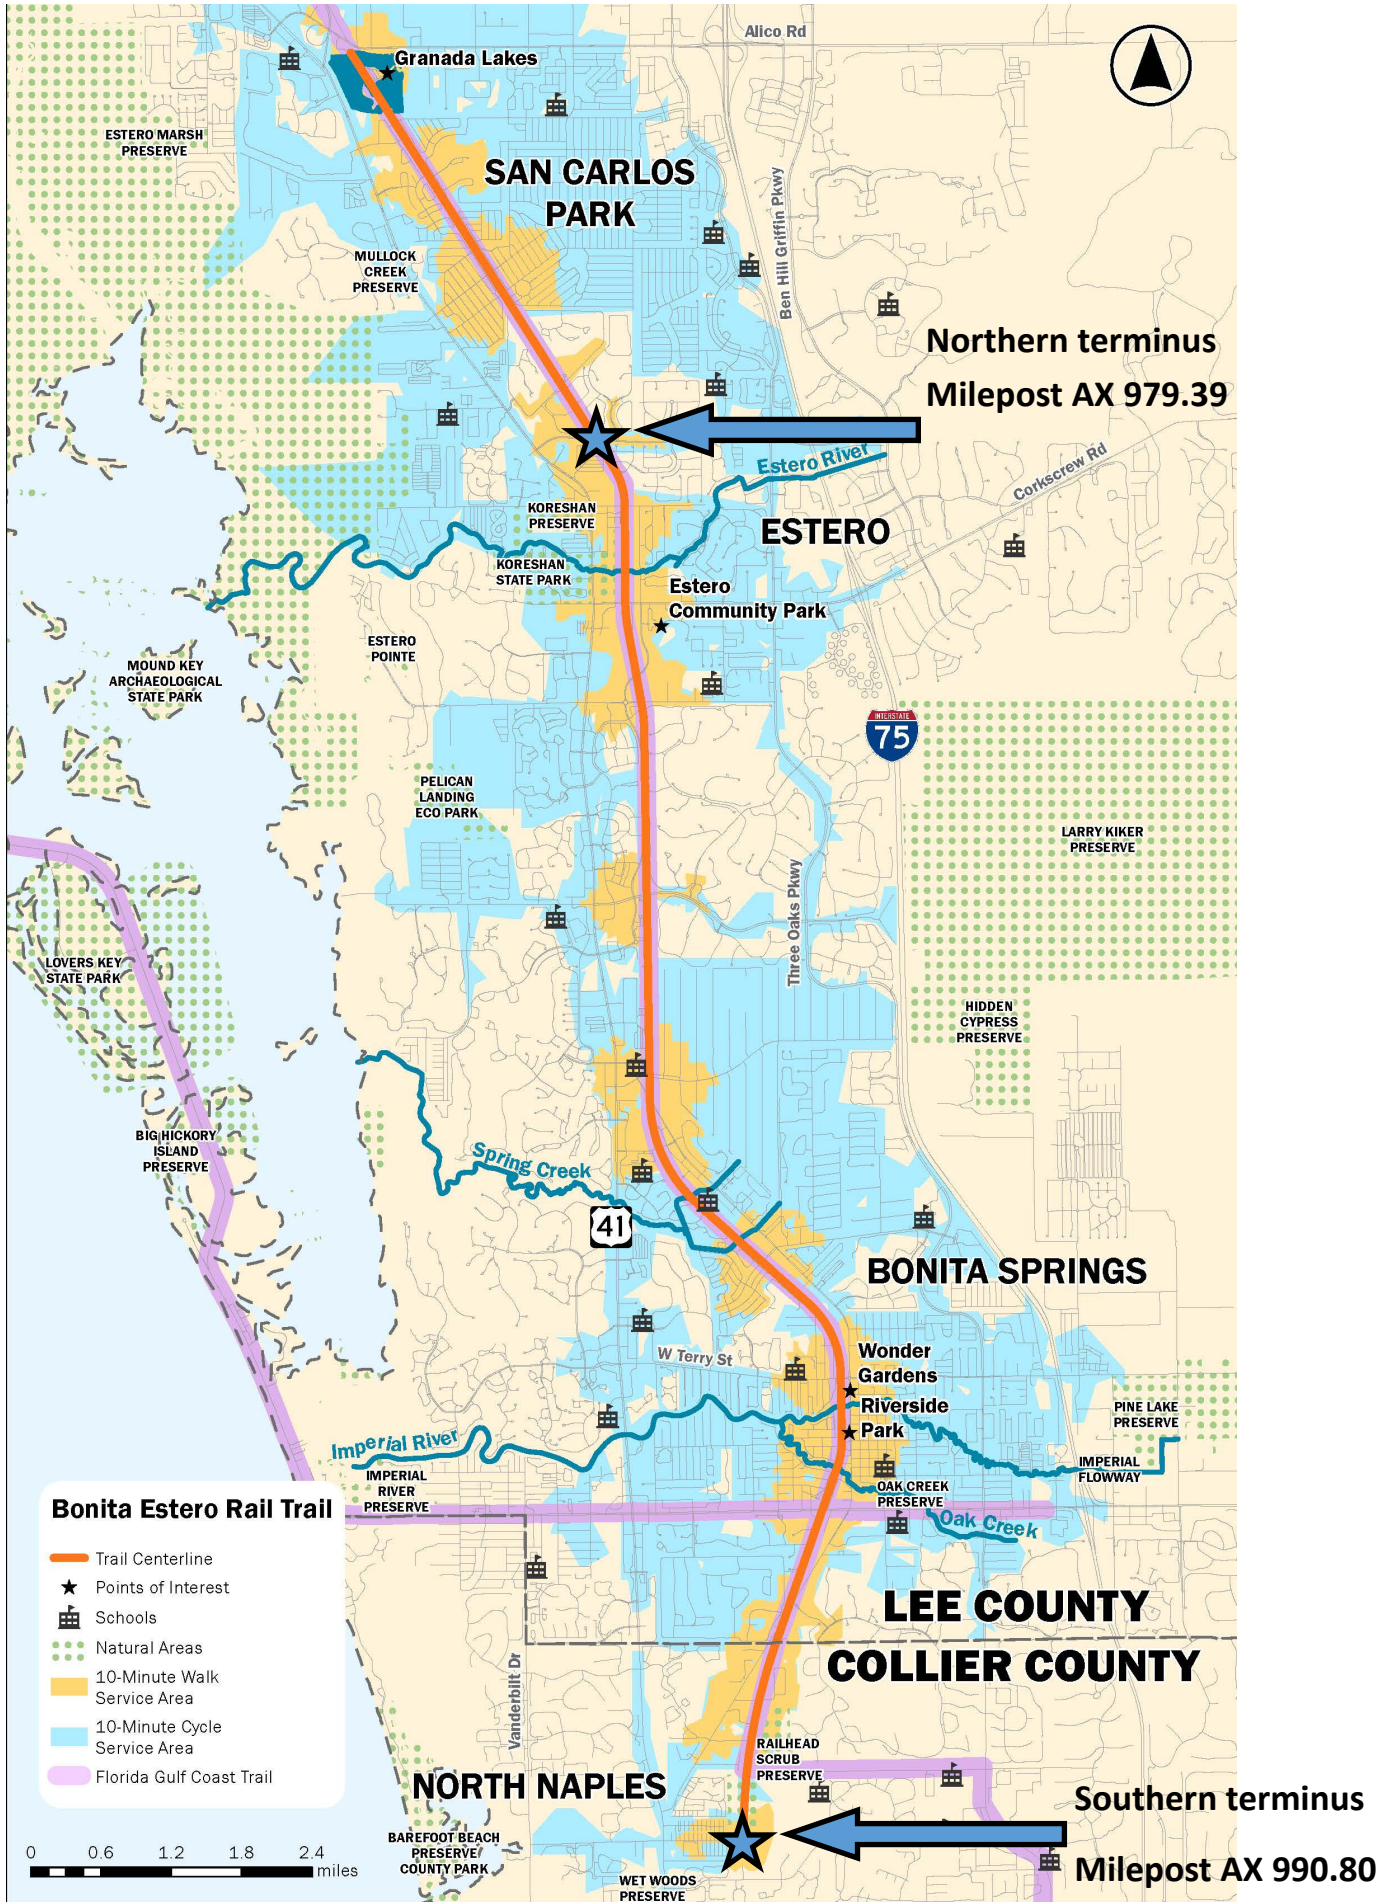 Alico Rd
Granada Lakes
ESTERO MARSH
PRESERVE
SAN CARLOS
PARK
Ben Hill Griffin Pkwy
MULLOCK
CREEK
PRESERVE
Northern terminus
Milepost AX 979.39
Estero River
Corkscrew Rd
KORESHAN
PRESERVE
ESTERO
KORESHAN
STATE PARK
Estero
Community Park
ESTERO
POINTE
MOUND KEY
ARCHAEOLOGICAL
STATE PARK
INTERSTATE
75
PELICAN
LANDING
ECO PARK
LARRY KIKER
PRESERVE
Three Oaks Pkwy
LOVERS KEY
STATE PARK
HIDDEN
CYPRESS
PRESERVE
BIG HICKORY
ISLAND
PRESERVE
Spring Creek
41
BONITA SPRINGS
W Terry St
Wonder
Gardens
Riverside
Park
PINE LAKE
PRESERVE
Imperial River
IMPERIAL
RIVER
PRESERVE
IMPERIAL
FLOWWAY
OAK CREEK
PRESERVE
Oak Creek
LEE COUNTY
COLLIER COUNTY
Vanderbilt Dr
RAILHEAD
SCRUB
PRESERVE
NORTH NAPLES
Southern terminus
Milepost AX 990.80
BAREFOOT BEACH
PRESERVE
COUNTY PARK
WET WOODS
PRESERVE
Bonita Estero Rail Trail
Trail Centerline
Points of Interest
Schools
Natural Areas
10-Minute Walk
Service Area
10-Minute Cycle
Service Area
Florida Gulf Coast Trail
0 0.6 1.2 1.8 2.4
miles